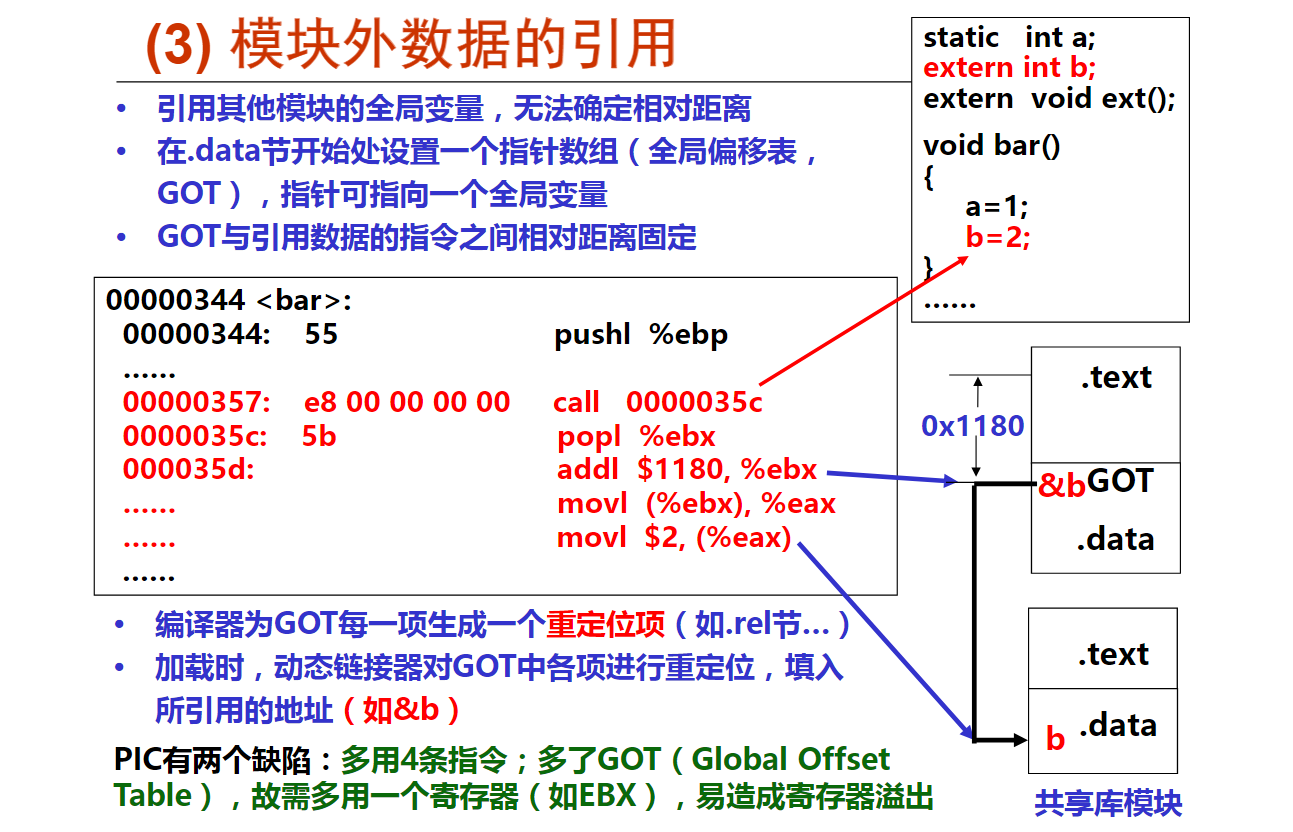 (3) 模块外数据的引用
• 引用其他模块的全局变量，无法确定相对距离
• 在.data节开始处设置一个指针数组（全局偏移表，
GOT），指针可指向一个全局变量
• GOT与引用数据的指令之间相对距离固定
static int a;
extern int b;
extern void ext();
void bar()
{
a=1;
b=2;
}
……
00000344 <bar>:
00000344: 55 pushl %ebp
……
00000357: e8 00 00 00 00 call 0000035c
0000035c: 5b popl %ebx
000035d: addl $1180, %ebx
…… movl (%ebx), %eax
…… movl $2, (%eax)
……
.text
0x1180
&bGOT
.data
.text
b .data
共享库模块
• 编译器为GOT每一项生成一个重定位项（如.rel节…）
• 加载时，动态链接器对GOT中各项进行重定位，填入
所引用的地址（如&b）
PIC有两个缺陷：多用4条指令；多了GOT（Global Offset
Table），故需多用一个寄存器（如EBX），易造成寄存器溢出